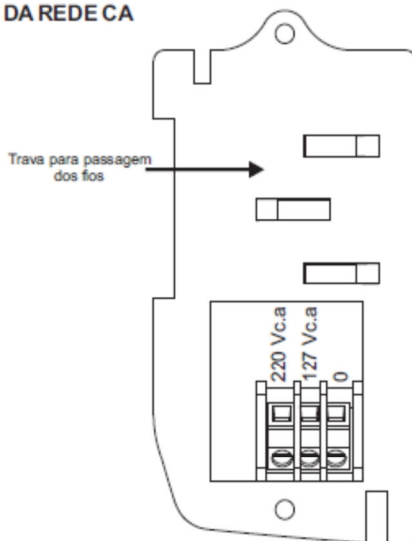 DA REDE CA
Trava para passagem
dos fios
220 Vc.a
127 Vc.a
0